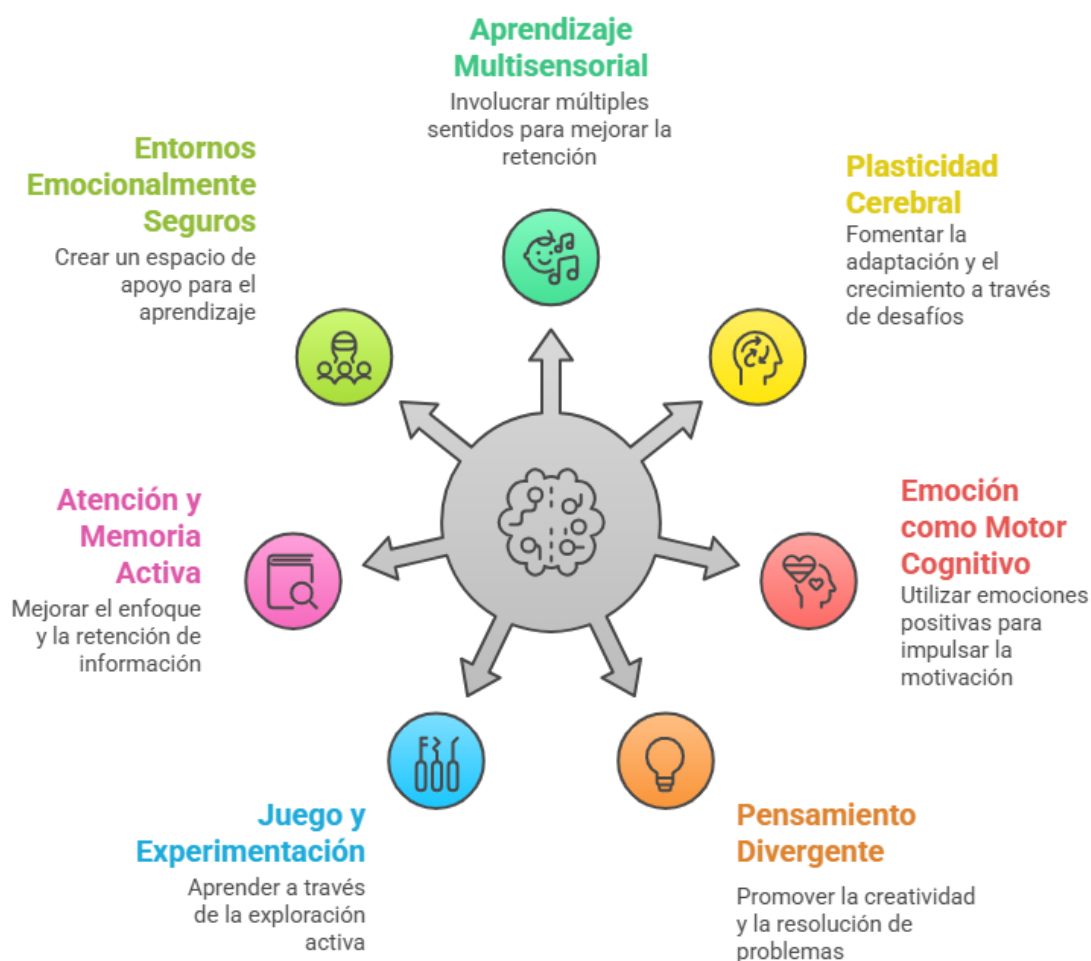 Aprendizaje
Multisensorial
Involucrar múltiples
sentidos para mejorar la
retención
Plasticidad
Cerebral
Fomentar la
adaptación y el
crecimiento a través
de desafíos
Emoción
como Motor
Cognitivo
Utilizar emociones
positivas para
impulsar la
motivación
Pensamiento
Divergente
Promover la creatividad
y la resolución de
problemas
Juego y
Experimentación
Aprender a través
de la exploración
activa
Atención y
Memoria
Activa
Mejorar el enfoque
y la retención de
información
Entornos
Emocionalmente
Seguros
Crear un espacio de
apoyo para el
aprendizaje